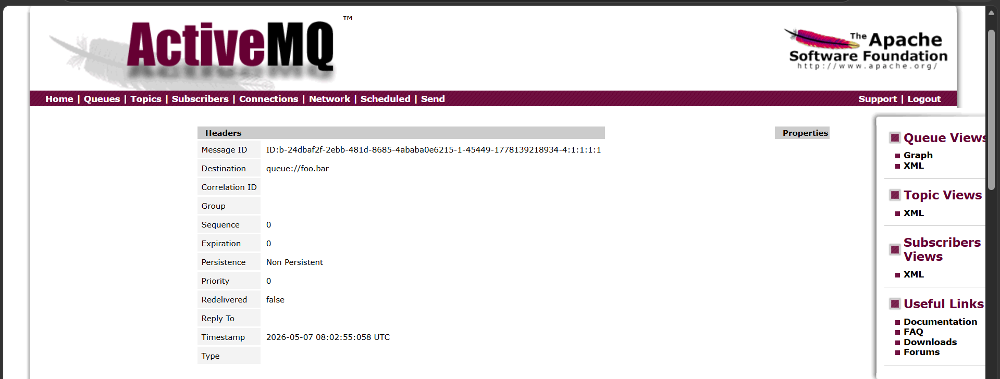 ActiveMQ ™
The Apache
Software Foundation
http://www.apache.org/
Home | Queues | Topics | Subscribers | Connections | Network | Scheduled | Send
Support | Logout
Headers
Message ID ID:b-24dbaf2f-2ebb-481d-8685-4ababa0e6215-1-45449-1778139218934-4:1:1:1:1
Destination queue://foo.bar
Correlation ID
Group
Sequence 0
Expiration 0
Persistence Non Persistent
Priority 0
Redelivered false
Reply To
Timestamp 2026-05-07 08:02:55:058 UTC
Type
Properties
Queue Views
Graph
XML
Topic Views
XML
Subscribers
Views
XML
Useful Links
Documentation
FAQ
Downloads
Forums